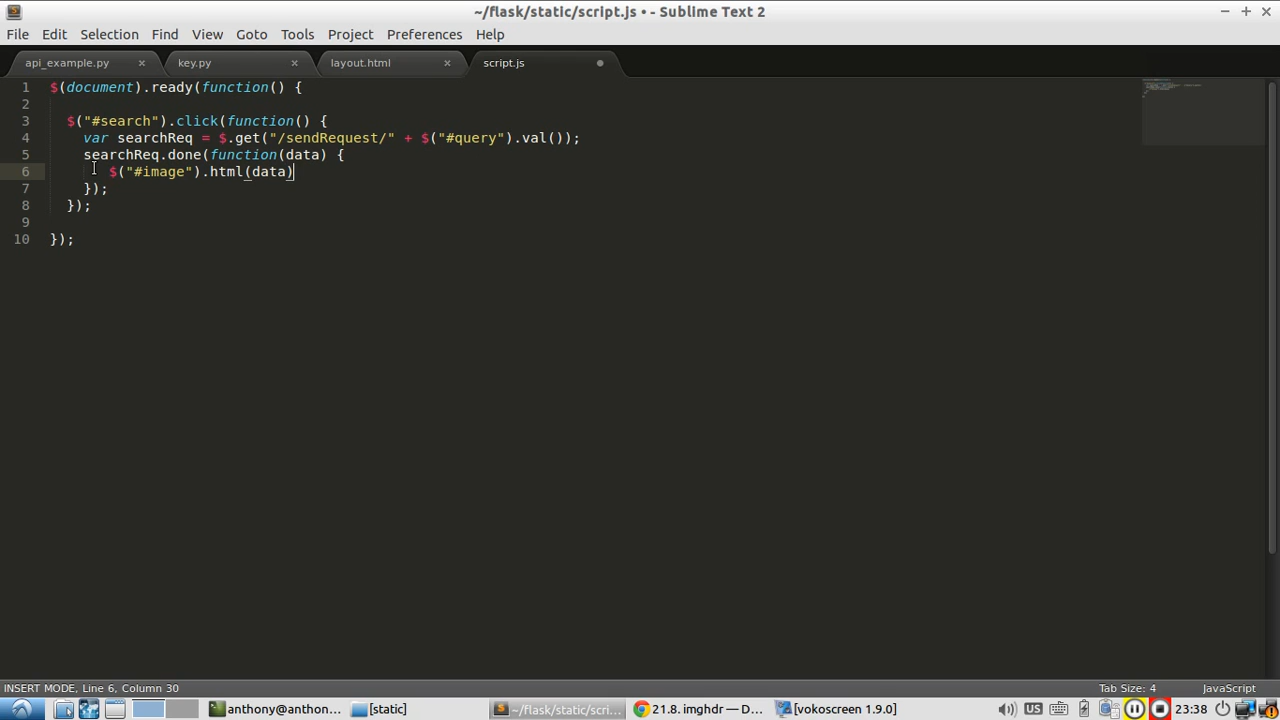 ~/flask/static/script.js • - Sublime Text 2
File Edit Selection Find View Goto Tools Project Preferences Help
api_example.py × key.py × layout.html × script.js
1 $(document).ready(function() {
2
3 $("#search").click(function() {
4 var searchReq = $.get("/sendRequest/" + $("#query").val());
5 searchReq.done(function(data) {
6 $("#image").html(data)
7 });
8 });
9
10 });
INSERT MODE, Line 6, Column 30 Tab Size: 4 JavaScript
anthony@anthon... [static] ~/flask/static/scri... 21.8. imghdr — D... [vokoscreen 1.9.0] US 23:38